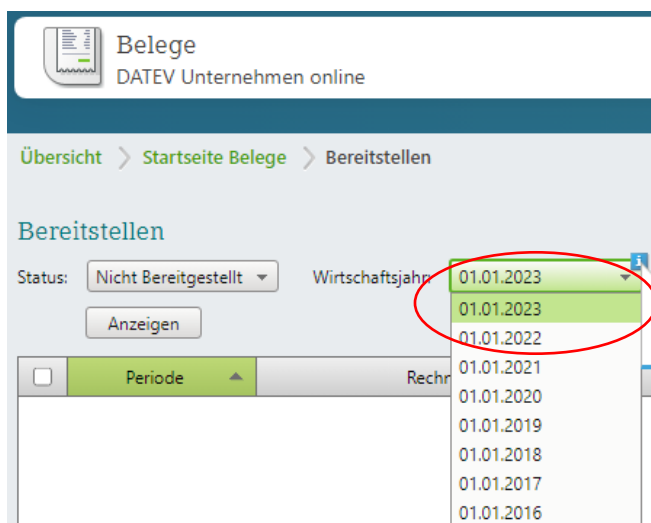 Belege
DATEV Unternehmen online
Übersicht > Startseite Belege > Bereitstellen
Bereitstellen
Status: Nicht Bereitgestellt Wirtschaftsjahr: 01.01.2023
Anzeigen
01.01.2023
01.01.2022
Periode
01.01.2021
01.01.2020
01.01.2019
01.01.2018
01.01.2017
01.01.2016